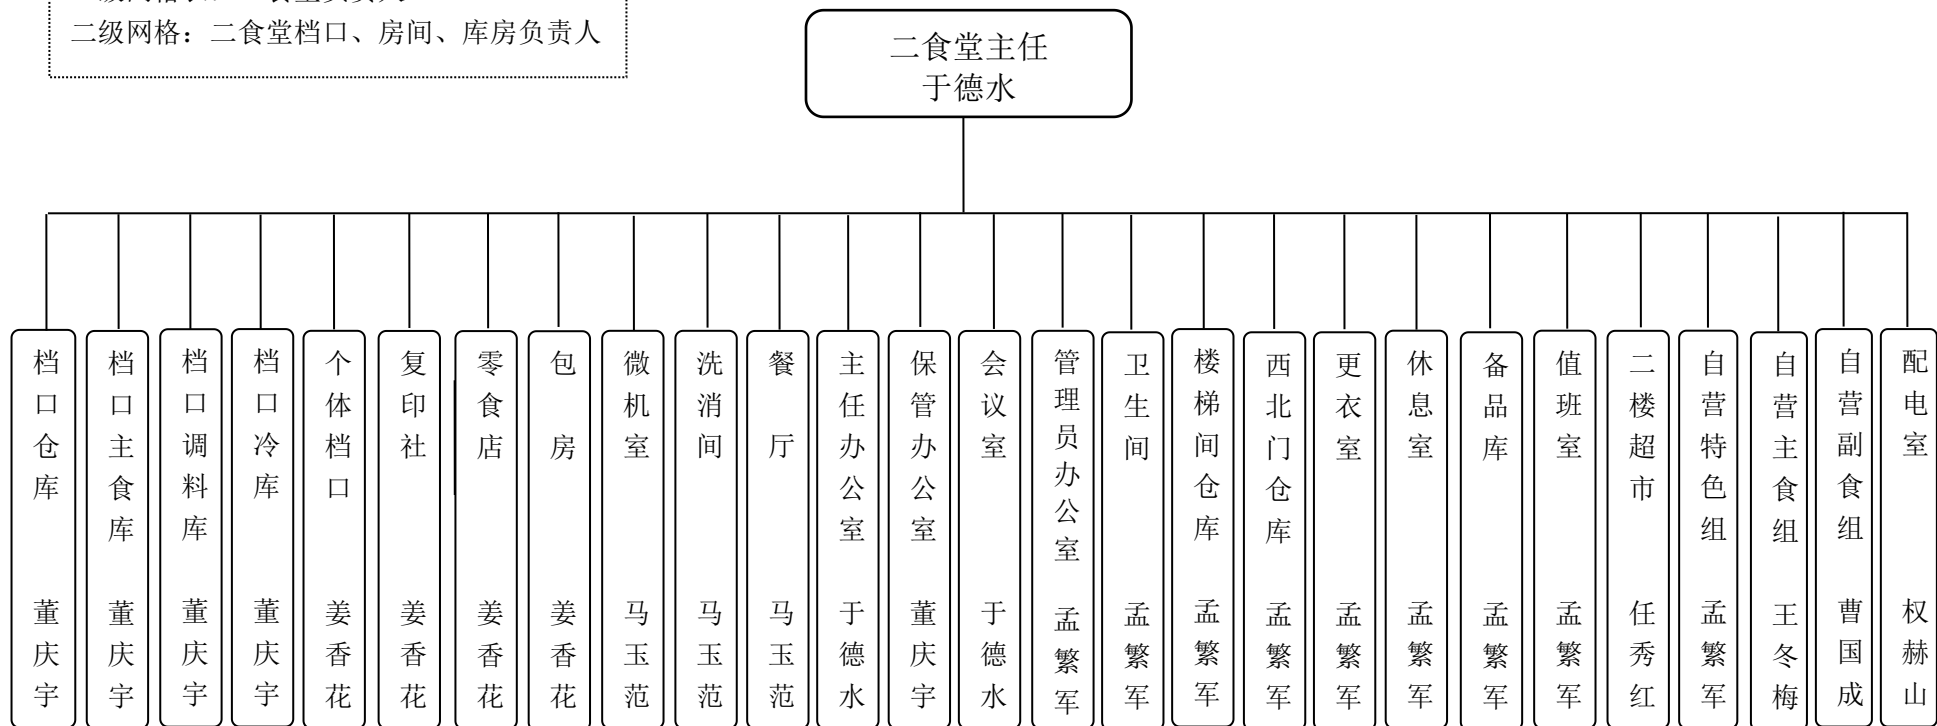 二级网格：二食堂档口、房间、库房负责人
二食堂主任
于德水
档口仓库 董庆宇
档口主食库 董庆宇
档口调料库 董庆宇
档口冷库 董庆宇
个体档口 姜香花
复印社 姜香花
零食店 姜香花
包房 姜香花
微机室 马玉范
洗消间 马玉范
餐厅 马玉范
主任办公室 于德水
保管办公室 董庆宇
会议室 于德水
管理员办公室 孟繁军
卫生间 孟繁军
楼梯间仓库 孟繁军
西北门仓库 孟繁军
更衣室 孟繁军
休息室 孟繁军
备品库 孟繁军
值班室 孟繁军
二楼超市 任秀红
自营特色组 孟繁军
自营主食组 王冬梅
自营副食组 曹国成
配电室 权赫山